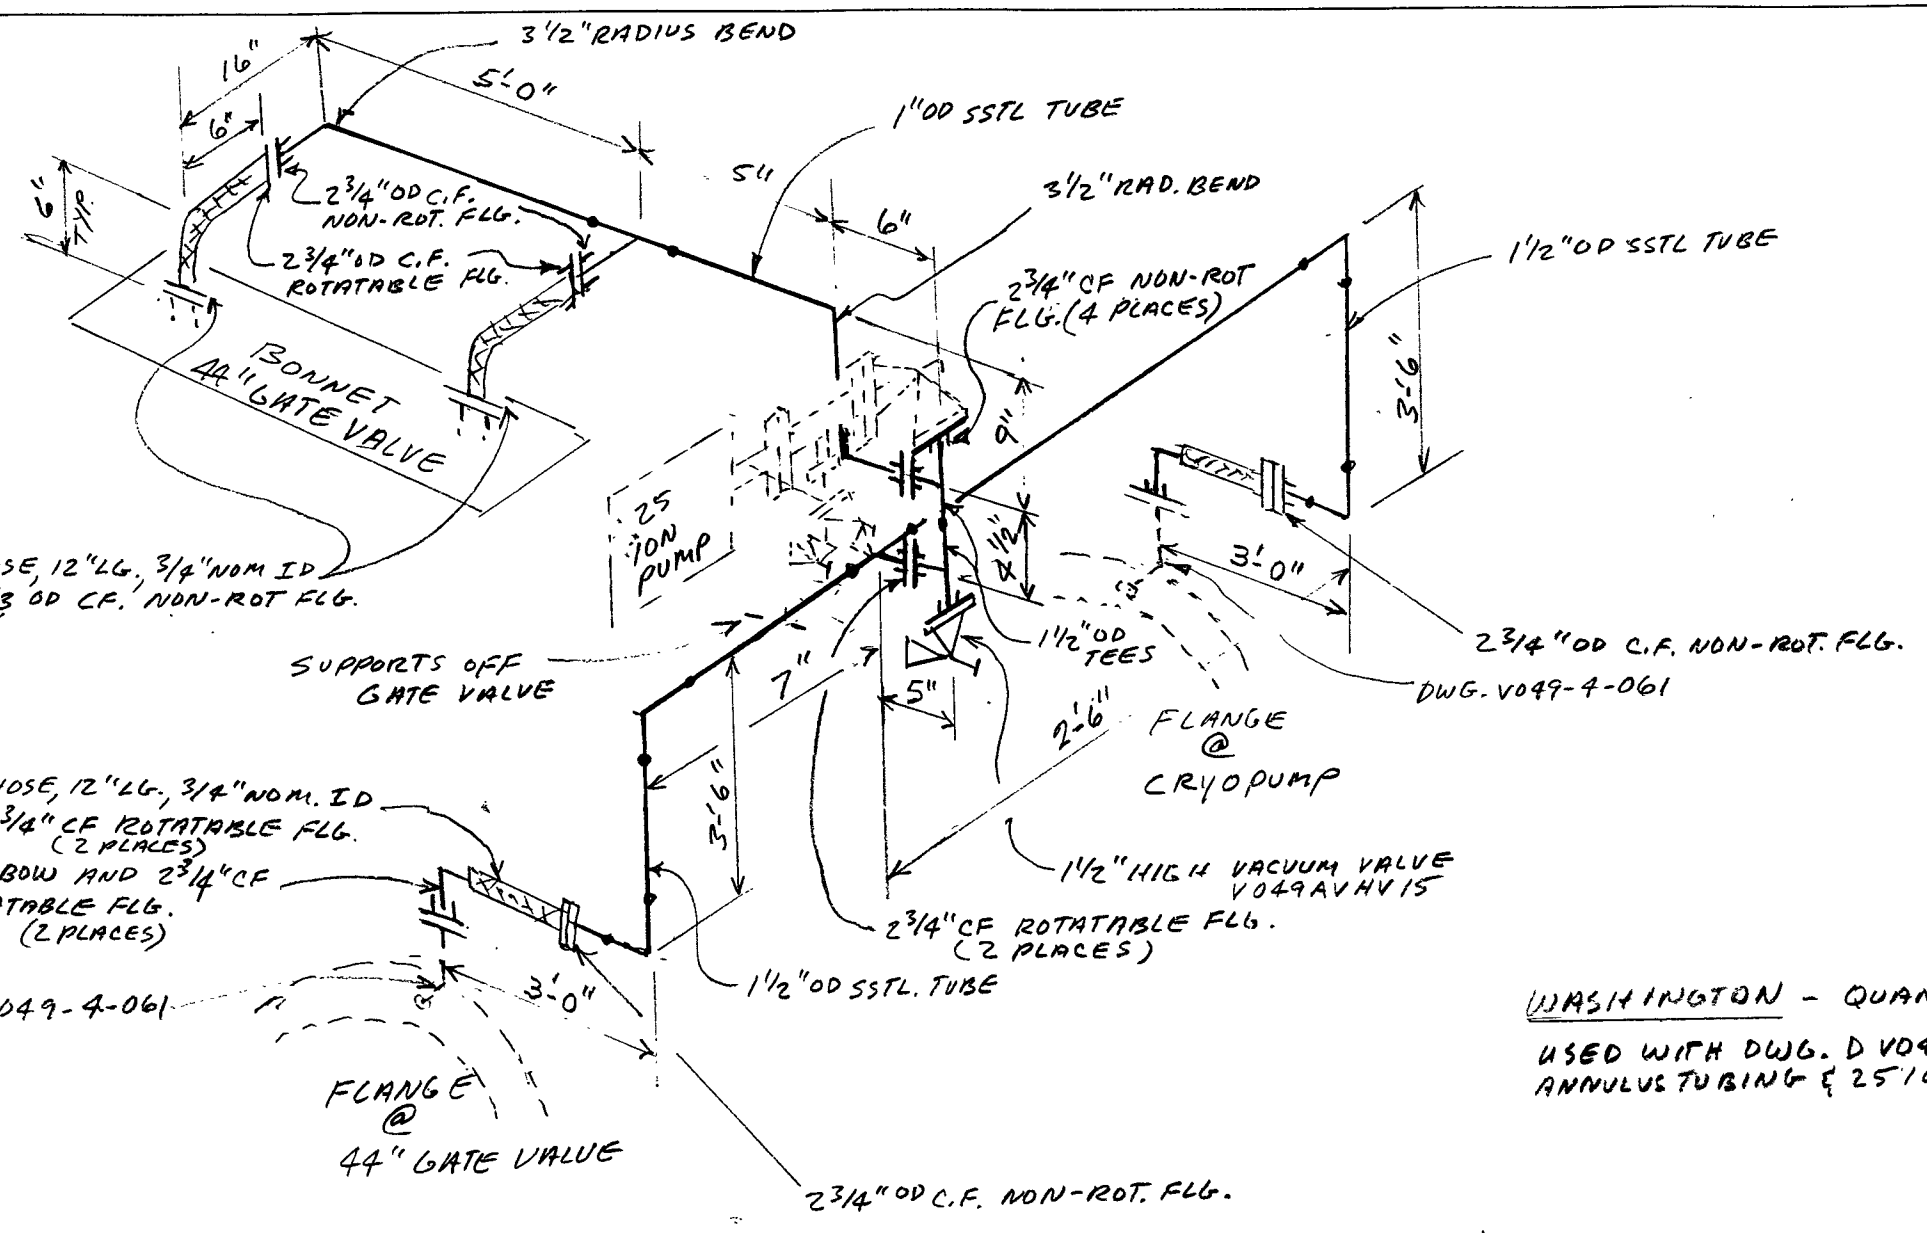 3 1/2" RADIUS BEND
16"
5'-0"
6"
1" OD SSTL TUBE
5"
3 1/2" RAD. BEND
6"
6"
TYP.
2 3/4" OD C.F.
NON-ROT. FLG.
2 3/4" OD C.F.
ROTATABLE FLG.
2 3/4" CF NON-ROT
FLG. (4 PLACES)
1 1/2" OD SSTL TUBE
3'-6"
BONNET
44" GATE VALVE
9"
25
ION
PUMP
4 1/2"
3'-0"
SE, 12" LG., 3/4" NOM ID
OD CF. NON-ROT FLG.
1 1/2" OD
TEES
2 3/4" OD C.F. NON-ROT. FLG.
DWG. V049-4-061
SUPPORTS OFF
GATE VALVE
7"
5"
2'-6"
FLANGE
@
CRYOPUMP
3'-6"
HOSE, 12" LG., 3/4" NOM. ID
3/4" CF ROTATABLE FLG.
(2 PLACES)
BOW AND 2 3/4" CF
TATABLE FLG.
(2 PLACES)
1 1/2" HIGH VACUUM VALVE
V049AVHV15
2 3/4" CF ROTATABLE FLG.
(2 PLACES)
1 1/2" OD SSTL. TUBE
049-4-061
3'-0"
FLANGE
@
44" GATE VALVE
2 3/4" OD C.F. NON-ROT. FLG.
WASHINGTON - QUAN
USED WITH DWG. D V04
ANNULUS TUBING & 25 I